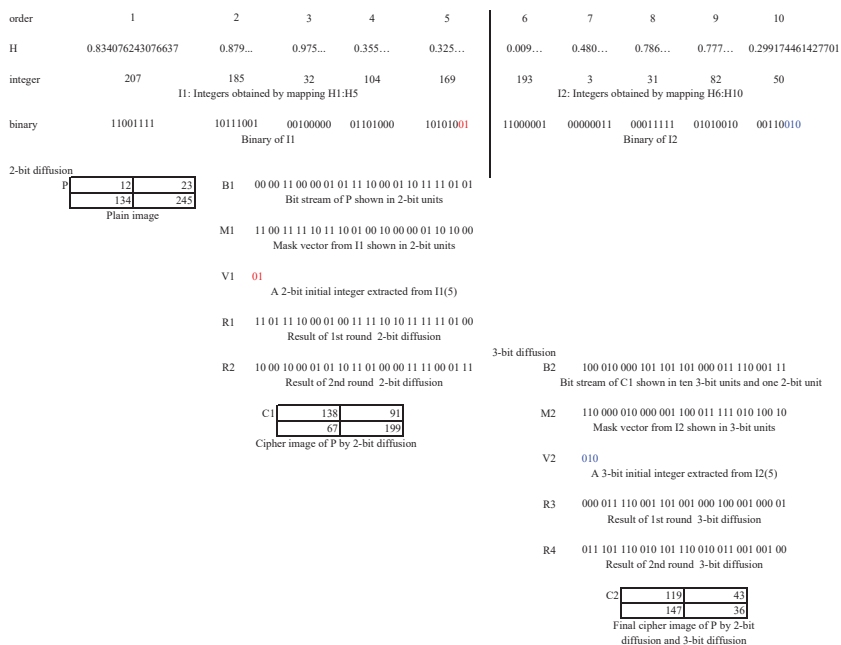 order 1 2 3 4 5 6 7 8 9 10
H 0.834076243076637 0.879... 0.975... 0.355... 0.325… 0.009… 0.480… 0.786… 0.777… 0.299174461427701
integer 207 185 32 104 169 193 3 31 82 50
I1: Integers obtained by mapping H1:H5 I2: Integers obtained by mapping H6:H10
binary 11001111 10111001 00100000 01101000 10101001 11000001 00000011 00011111 01010010 00110010
Binary of I1 Binary of I2
2-bit diffusion
P 12 23
134 245
Plain image
B1 00 00 11 00 00 01 01 11 10 00 01 10 11 11 01 01
Bit stream of P shown in 2-bit units
M1 11 00 11 11 10 11 10 01 00 10 00 00 01 10 10 00
Mask vector from I1 shown in 2-bit units
V1 01
A 2-bit initial integer extracted from I1(5)
R1 11 01 11 10 00 01 00 11 11 10 10 11 11 11 01 00
Result of 1st round 2-bit diffusion
R2 10 00 10 00 01 01 10 11 01 00 00 11 11 00 01 11
Result of 2nd round 2-bit diffusion
C1 138 91
67 199
Cipher image of P by 2-bit diffusion
3-bit diffusion
B2 100 010 000 101 101 101 000 011 110 001 11
Bit stream of C1 shown in ten 3-bit units and one 2-bit unit
M2 110 000 010 000 001 100 011 111 010 100 10
Mask vector from I2 shown in 3-bit units
V2 010
A 3-bit initial integer extracted from I2(5)
R3 000 011 110 001 101 001 000 100 001 000 01
Result of 1st round 3-bit diffusion
R4 011 101 110 010 101 110 010 011 001 001 00
Result of 2nd round 3-bit diffusion
C2 119 43
147 36
Final cipher image of P by 2-bit
diffusion and 3-bit diffusion